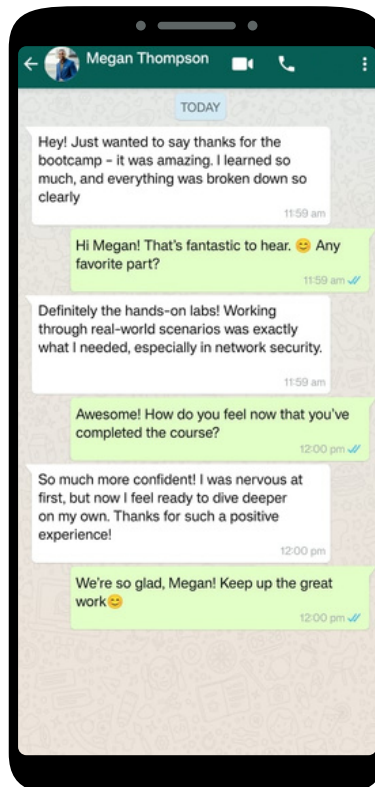 Megan Thompson
TODAY
Hey! Just wanted to say thanks for the
bootcamp – it was amazing. I learned so
much, and everything was broken down so
clearly
11:59 am
Hi Megan! That's fantastic to hear. 😊 Any
favorite part?
11:59 am
Definitely the hands-on labs! Working
through real-world scenarios was exactly
what I needed, especially in network security.
11:59 am
Awesome! How do you feel now that you've
completed the course?
12:00 pm
So much more confident! I was nervous at
first, but now I feel ready to dive deeper
on my own. Thanks for such a positive
experience!
12:00 pm
We're so glad, Megan! Keep up the great
work😊
12:00 pm